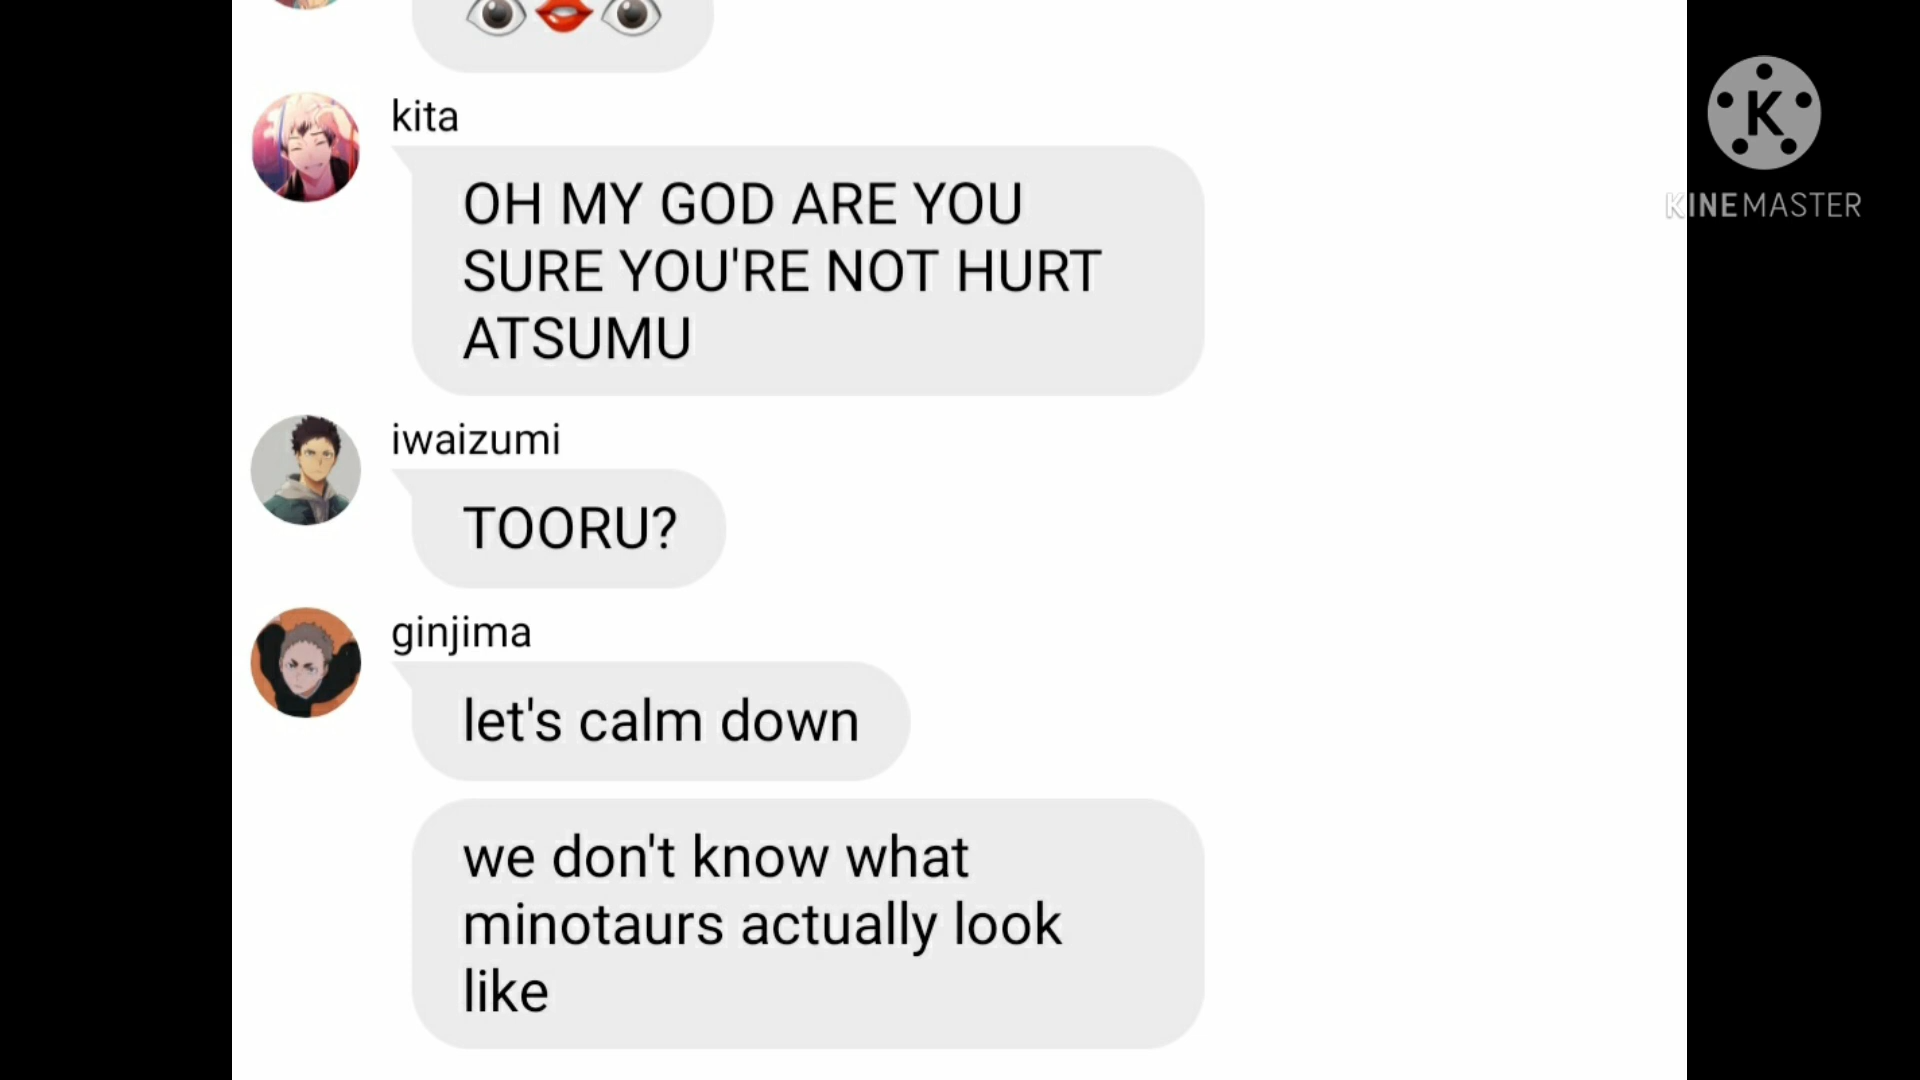 👁👄👁
kita
OH MY GOD ARE YOU
SURE YOU'RE NOT HURT
ATSUMU
iwaizumi
TOORU?
ginjima
let's calm down
we don't know what
minotaurs actually look
like
K
KINEMASTER